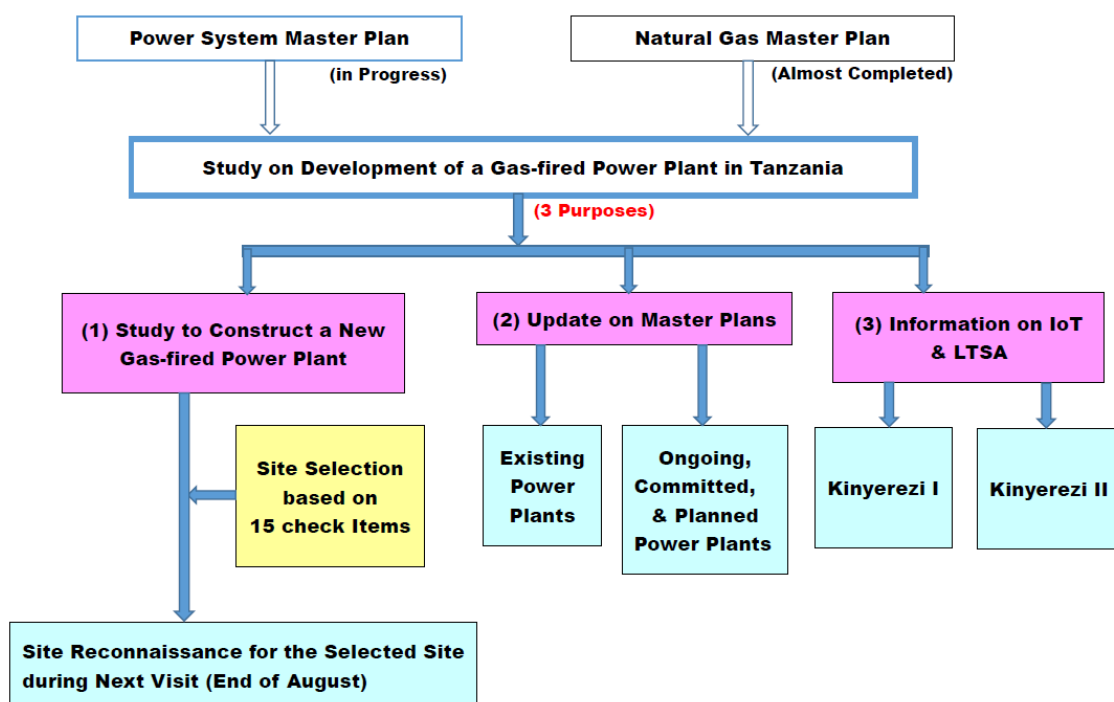 Power System Master Plan
Natural Gas Master Plan
(in Progress)
(Almost Completed)
Study on Development of a Gas-fired Power Plant in Tanzania
(3 Purposes)
(1) Study to Construct a New
Gas-fired Power Plant
(2) Update on Master Plans
(3) Information on IoT
& LTSA
Site Selection
based on
15 check Items
Existing
Power
Plants
Ongoing,
Committed,
& Planned
Power Plants
Kinyerezi I
Kinyerezi II
Site Reconnaissance for the Selected Site
during Next Visit (End of August)